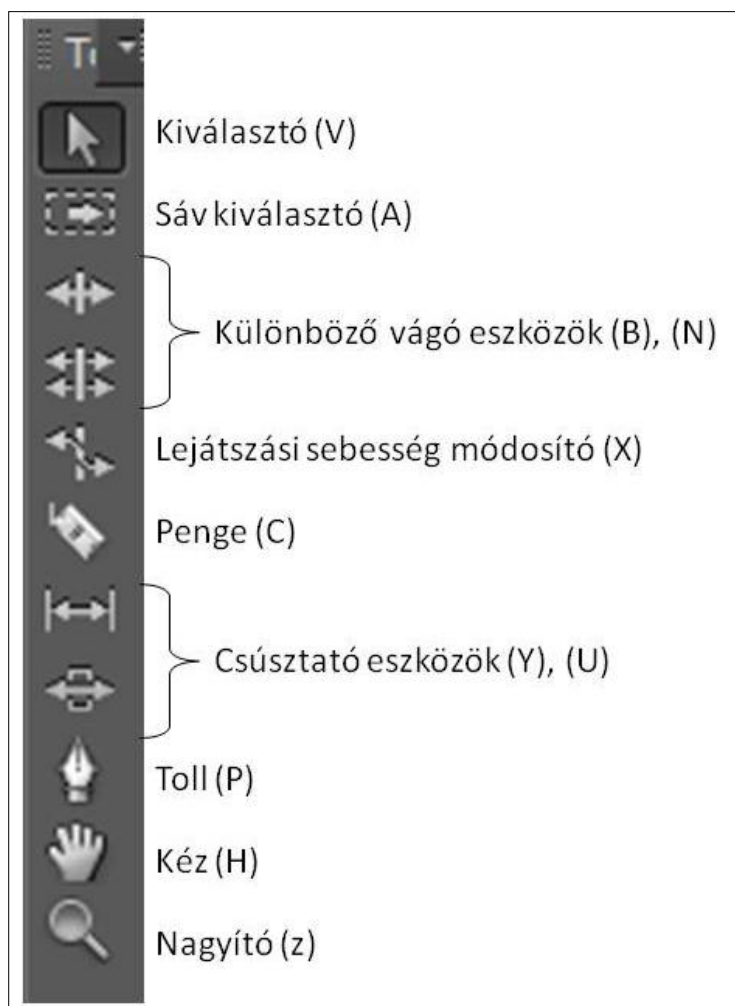 Kiválasztó (V)
Sáv kiválasztó (A)
Különböző vágó eszközök (B), (N)
Lejátszási sebesség módosító (X)
Penge (C)
Csúsztató eszközök (Y), (U)
Toll (P)
Kéz (H)
Nagyító (z)